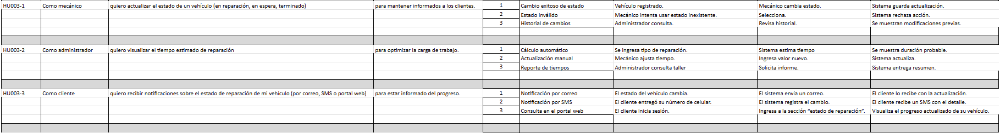 HU003-1 Como mecánico quiero actualizar el estado de un vehículo (en reparación, en espera, terminado) para mantener informados a los clientes. 1 Cambio exitoso de estado Vehículo registrado. Mecánico cambia estado. Sistema guarda actualización.
2 Estado inválido Mecánico intenta usar estado inexistente. Selecciona. Sistema rechaza acción.
3 Historial de cambios Administrador consulta. Revisa historial. Se muestran modificaciones previas.
HU003-2 Como administrador quiero visualizar el tiempo estimado de reparación para optimizar la carga de trabajo. 1 Cálculo automático Se ingresa tipo de reparación. Sistema estima tiempo Se muestra duración probable.
2 Actualización manual Mecánico ajusta tiempo. Ingresa valor nuevo. Sistema actualiza.
3 Reporte de tiempos Administrador consulta taller Solicita informe. Sistema entrega resumen.
HU003-3 Como cliente quiero recibir notificaciones sobre el estado de reparación de mi vehículo (por correo, SMS o portal web) para estar informado del progreso. 1 Notificación por correo El estado del vehículo cambia. El sistema envía un correo. El cliente lo recibe con la actualización.
2 Notificación por SMS El cliente entregó su número de celular. El sistema registra el cambio. El cliente recibe un SMS con el detalle.
3 Consulta en el portal web El cliente inicia sesión. Ingresa a la sección “estado de reparación”. Visualiza el progreso actualizado de su vehículo.